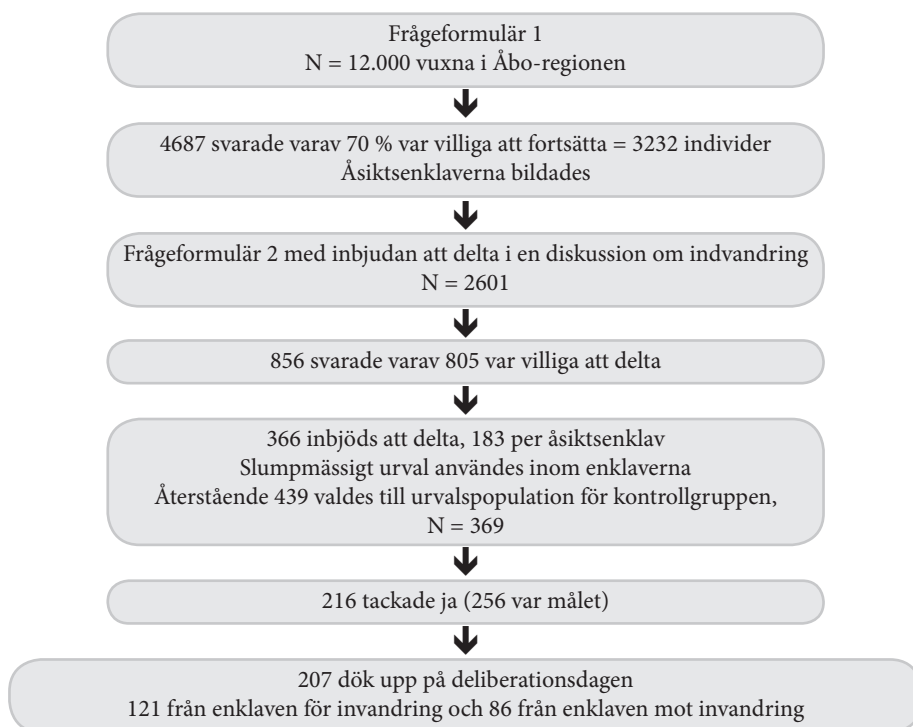 Frågeformulär 1
N = 12.000 vuxna i Åbo-regionen
4687 svarade varav 70 % var villiga att fortsätta = 3232 individer
Åsiktsenklaverna bildades
Frågeformulär 2 med inbjudan att delta i en diskussion om indvandring
N = 2601
856 svarade varav 805 var villiga att delta
366 inbjöds att delta, 183 per åsiktsenklav
Slumpmässigt urval användes inom enklaverna
Återstående 439 valdes till urvalspopulation för kontrollgruppen,
N = 369
216 tackade ja (256 var målet)
207 dök upp på deliberationsdagen
121 från enklaven för invandring och 86 från enklaven mot invandring